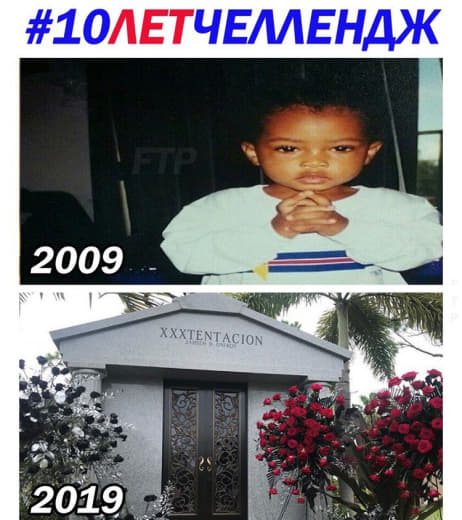 #10ЛЕТЧЕЛЛЕНДЖ
FTP
2009
XXXTENTACION
JAHSEH D. ONFROY
2019